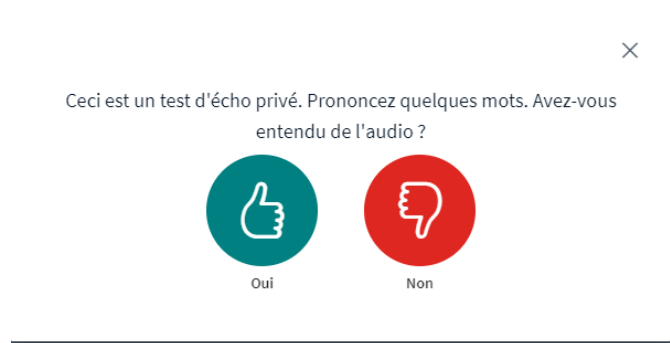 Ceci est un test d'écho privé. Prononcez quelques mots. Avez-vous
entendu de l'audio ?
Oui
Non